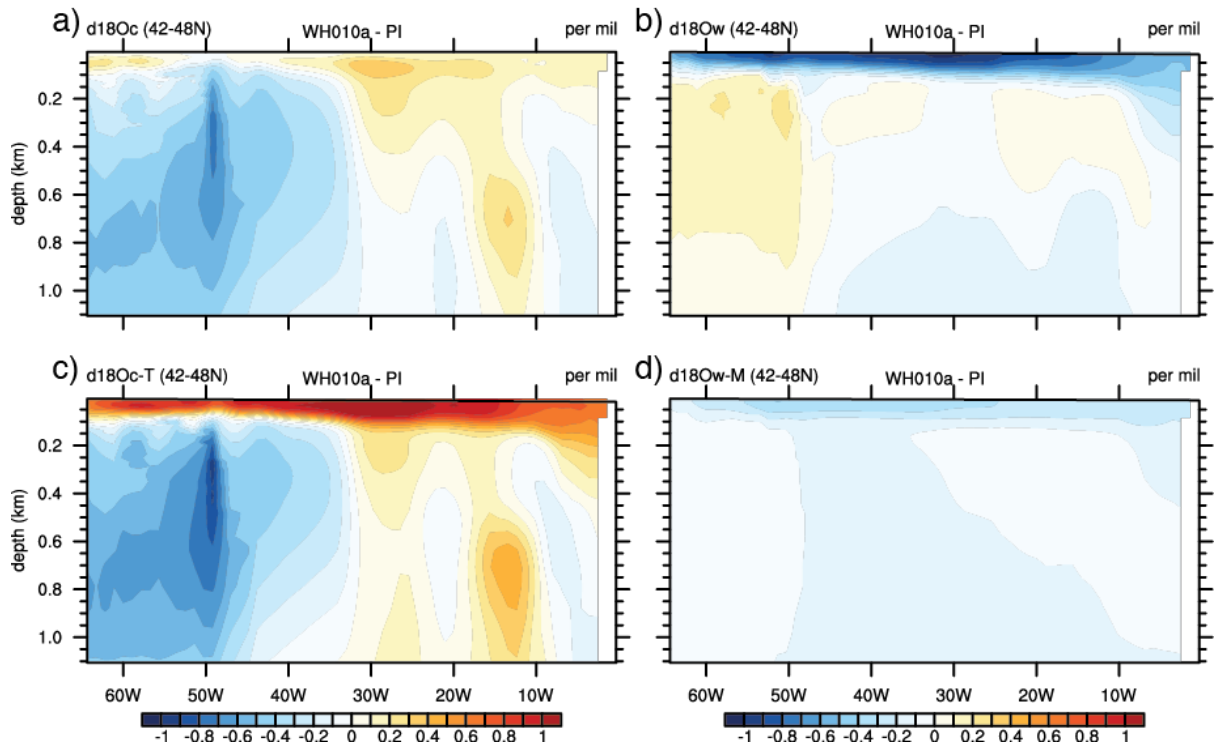 a) d18Oc (42-48N) WH010a - PI per mil
b) d18Ow (42-48N) WH010a - PI per mil
depth (km)
0.2
0.4
0.6
0.8
1.0
c) d18Oc-T (42-48N) WH010a - PI per mil
d) d18Ow-M (42-48N) WH010a - PI per mil
depth (km)
0.2
0.4
0.6
0.8
1.0
60W 50W 40W 30W 20W 10W
60W 50W 40W 30W 20W 10W
-1 -0.8 -0.6 -0.4 -0.2 0 0.2 0.4 0.6 0.8 1
-1 -0.8 -0.6 -0.4 -0.2 0 0.2 0.4 0.6 0.8 1